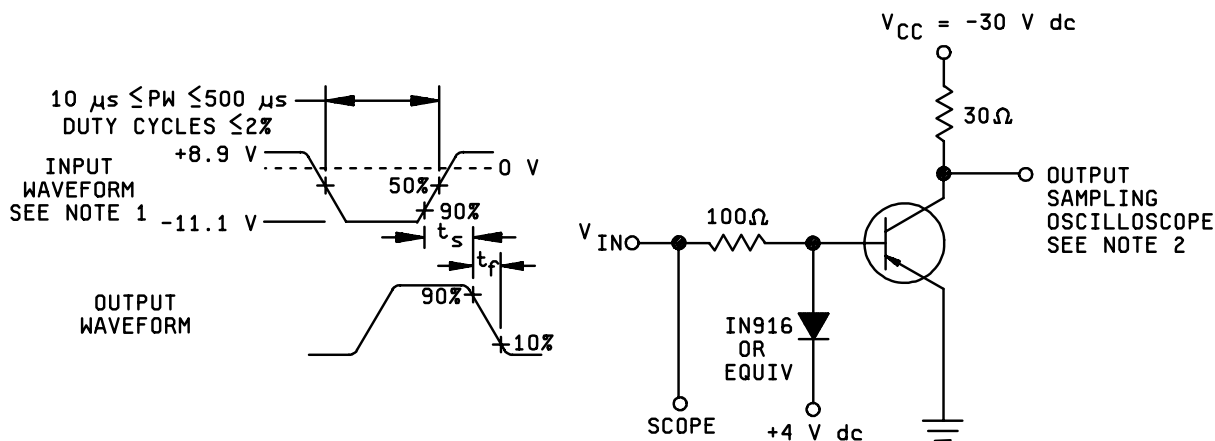 V_CC = -30 V dc
10 µs ≤PW ≤500 µs
DUTY CYCLES ≤2%
30Ω
+8.9 V
0 V
INPUT
WAVEFORM
SEE NOTE 1
50%
90%
-11.1 V
t_s
t_f
OUTPUT
WAVEFORM
90%
10%
V_IN
100Ω
OUTPUT
SAMPLING
OSCILLOSCOPE
SEE NOTE 2
IN916
OR
EQUIV
SCOPE
+4 V dc